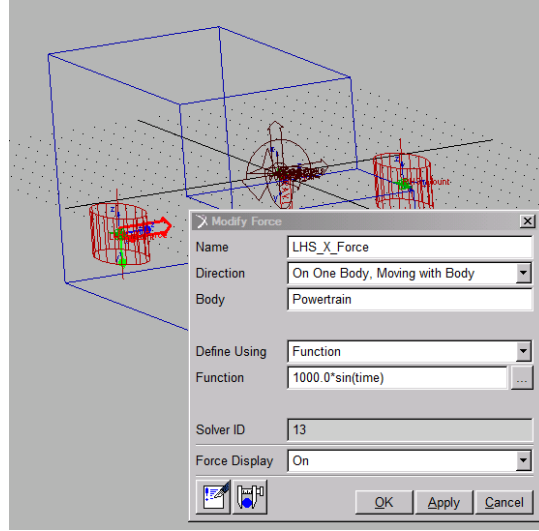 Modify Force
Name LHS_X_Force
Direction On One Body, Moving with Body
Body Powertrain
Define Using Function
Function 1000.0*sin(time) ...
Solver ID 13
Force Display On
OK Apply Cancel